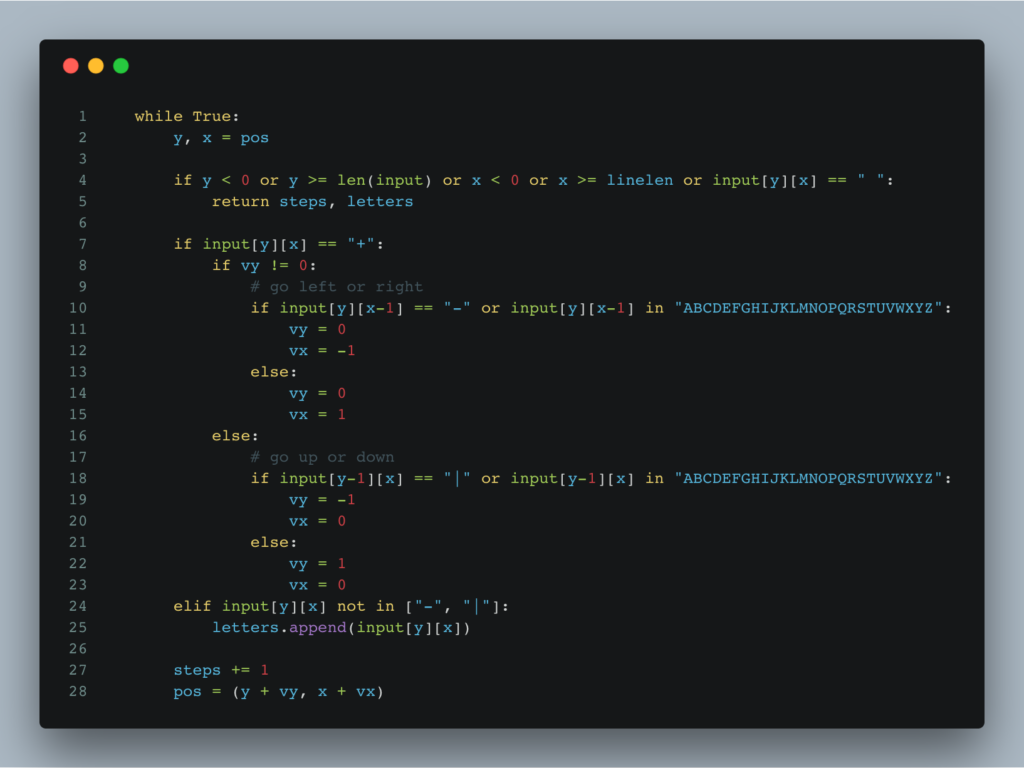 1 while True:
2 y, x = pos
3
4 if y < 0 or y >= len(input) or x < 0 or x >= linelen or input[y][x] == " ":
5 return steps, letters
6
7 if input[y][x] == "+":
8 if vy != 0:
9 # go left or right
10 if input[y][x-1] == "-" or input[y][x-1] in "ABCDEFGHIJKLMNOPQRSTUVWXYZ":
11 vy = 0
12 vx = -1
13 else:
14 vy = 0
15 vx = 1
16 else:
17 # go up or down
18 if input[y-1][x] == "|" or input[y-1][x] in "ABCDEFGHIJKLMNOPQRSTUVWXYZ":
19 vy = -1
20 vx = 0
21 else:
22 vy = 1
23 vx = 0
24 elif input[y][x] not in ["-", "|"]:
25 letters.append(input[y][x])
26
27 steps += 1
28 pos = (y + vy, x + vx)